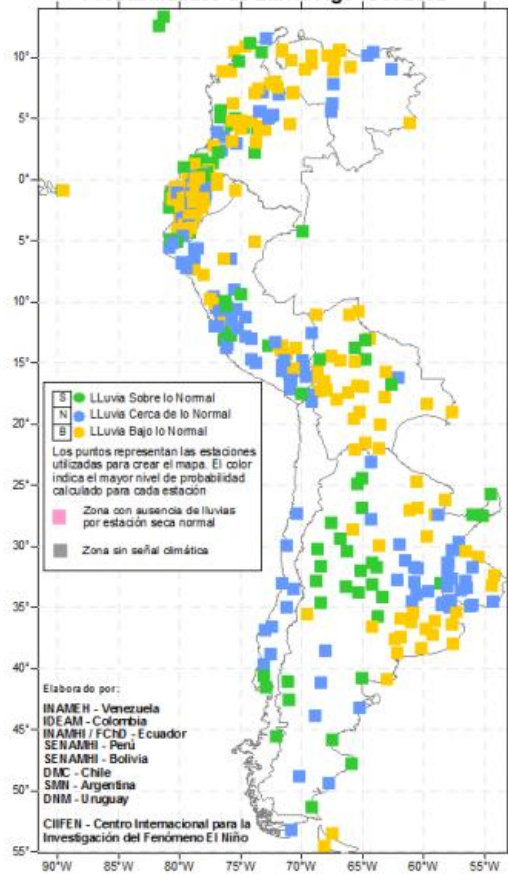 10°
5°
0°
5°
10°
15°
S LLuvia Sobre lo Normal
N LLuvia Cerca de lo Normal
B LLuvia Bajo lo Normal
Los puntos representan las estaciones
utilizadas para crear el mapa. El color
indica el mayor nivel de probabilidad
calculado para cada estación
Zona con ausencia de lluvias
por estación seca normal
Zona sin señal climática
20°
25°
30°
35°
40°
45°
50°
55°
Elaborado por:
INAMEH - Venezuela
IDEAM - Colombia
INAMHI / FChD - Ecuador
SENAMHI - Perú
SENAMHI - Bolivia
DMC - Chile
SMN - Argentina
DNM - Uruguay
CIIFEN - Centro Internacional para la
Investigación del Fenómeno El Niño
90°W 80°W 70°W 60°W